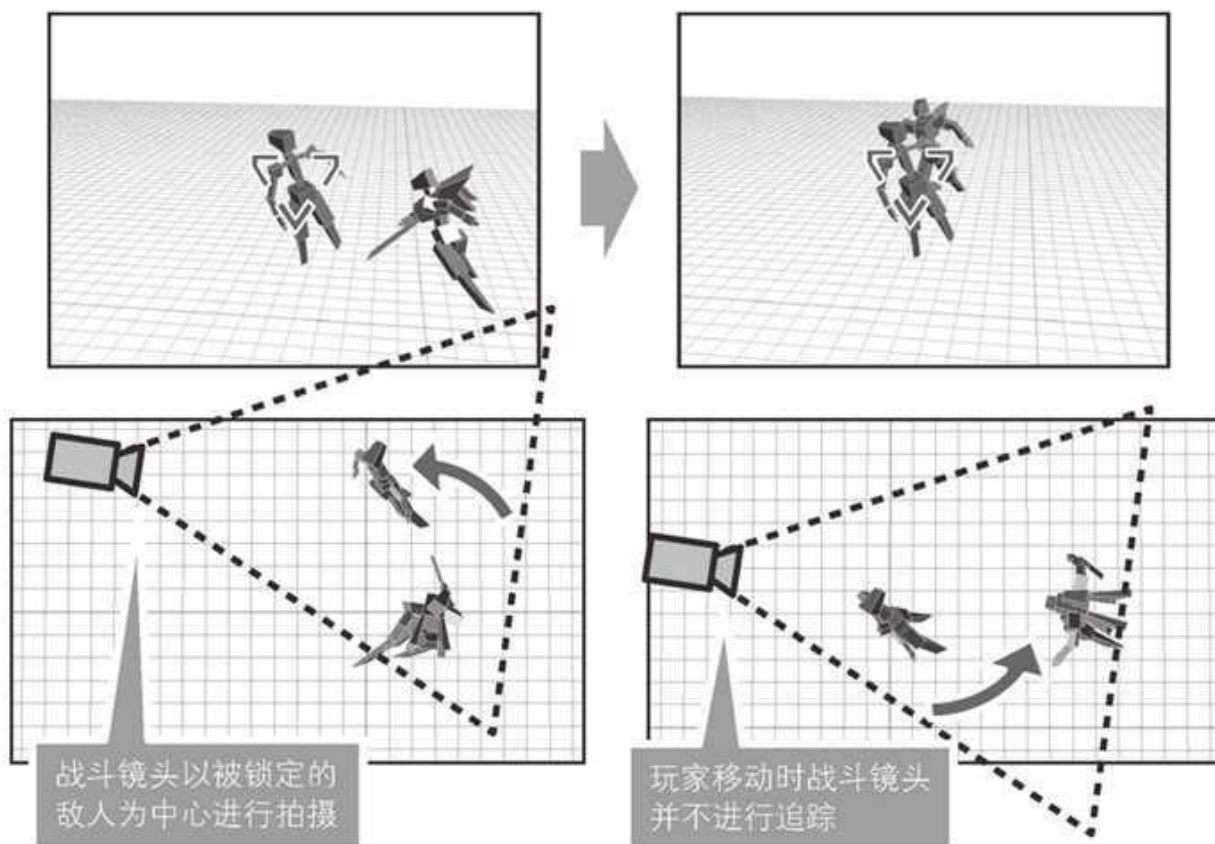 战斗镜头以被锁定的
敌人为中心进行拍摄
玩家移动时战斗镜头
并不进行追踪